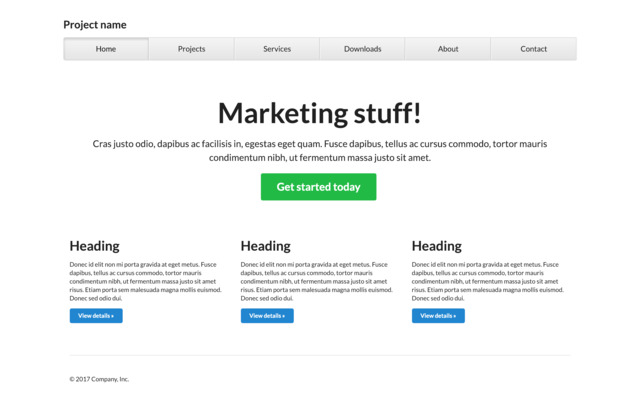 Project name
Home Projects Services Downloads About Contact
Marketing stuff!
Cras justo odio, dapibus ac facilisis in, egestas eget quam. Fusce dapibus, tellus ac cursus commodo, tortor mauris
condimentum nibh, ut fermentum massa justo sit amet.
Get started today
Heading
Donec id elit non mi porta gravida at eget metus. Fusce
dapibus, tellus ac cursus commodo, tortor mauris
condimentum nibh, ut fermentum massa justo sit amet
risus. Etiam porta sem malesuada magna mollis euismod.
Donec sed odio dui.
View details »
Heading
Donec id elit non mi porta gravida at eget metus. Fusce
dapibus, tellus ac cursus commodo, tortor mauris
condimentum nibh, ut fermentum massa justo sit amet
risus. Etiam porta sem malesuada magna mollis euismod.
Donec sed odio dui.
View details »
Heading
Donec id elit non mi porta gravida at eget metus. Fusce
dapibus, tellus ac cursus commodo, tortor mauris
condimentum nibh, ut fermentum massa justo sit amet
risus. Etiam porta sem malesuada magna mollis euismod.
Donec sed odio dui.
View details »
© 2017 Company, Inc.